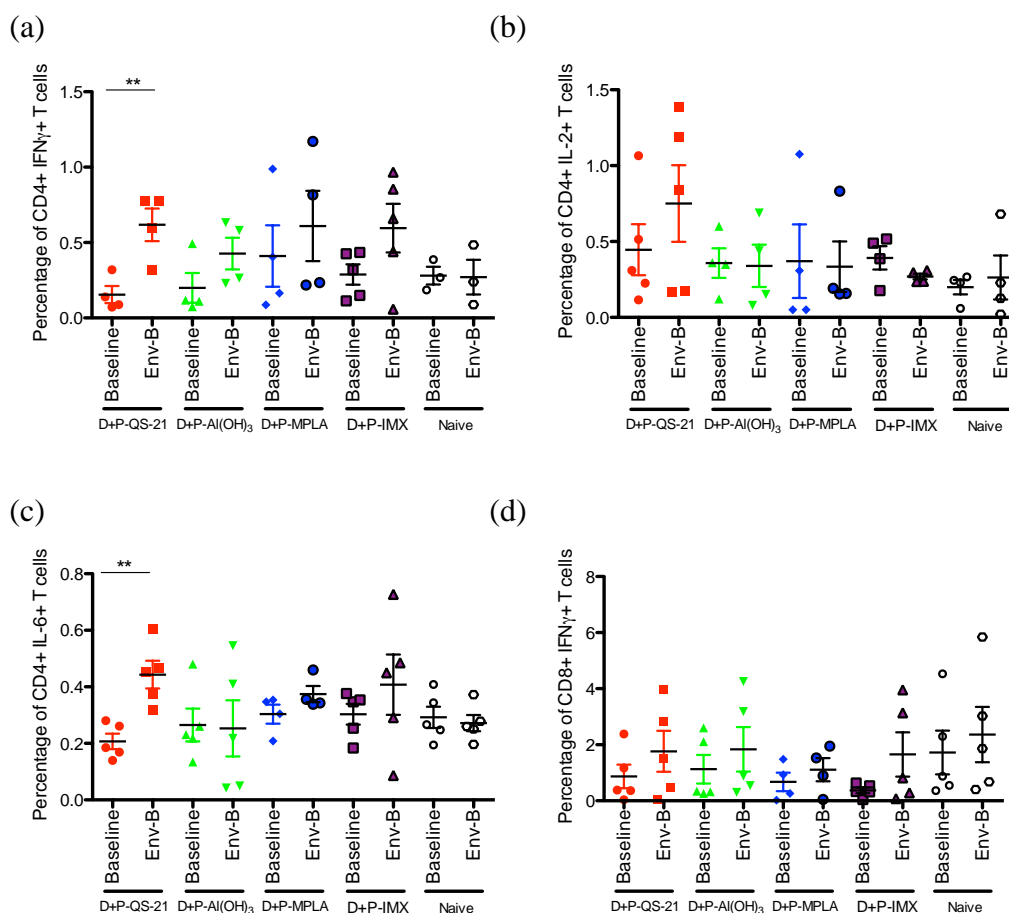 (a)
**
Percentage of CD4+ IFNγ+ T cells
1.5
1.0
0.5
0.0
Baseline
Env-B
Baseline
Env-B
Baseline
Env-B
Baseline
Env-B
Baseline
Env-B
D+P-QS-21
D+P-Al(OH)₃
D+P-MPLA
D+P-IMX
Naive
(b)
Percentage of CD4+ IL-2+ T cells
1.5
1.0
0.5
0.0
Baseline
Env-B
Baseline
Env-B
Baseline
Env-B
Baseline
Env-B
Baseline
Env-B
D+P-QS-21
D+P-Al(OH)₃
D+P-MPLA
D+P-IMX
Naive
(c)
**
Percentage of CD4+ IL-6+ T cells
0.8
0.6
0.4
0.2
0.0
Baseline
Env-B
Baseline
Env-B
Baseline
Env-B
Baseline
Env-B
Baseline
Env-B
D+P-QS-21
D+P-Al(OH)₃
D+P-MPLA
D+P-IMX
Naive
(d)
Percentage of CD8+ IFNγ+ T cells
8
6
4
2
0
Baseline
Env-B
Baseline
Env-B
Baseline
Env-B
Baseline
Env-B
Baseline
Env-B
D+P-QS-21
D+P-Al(OH)₃
D+P-MPLA
D+P-IMX
Naive